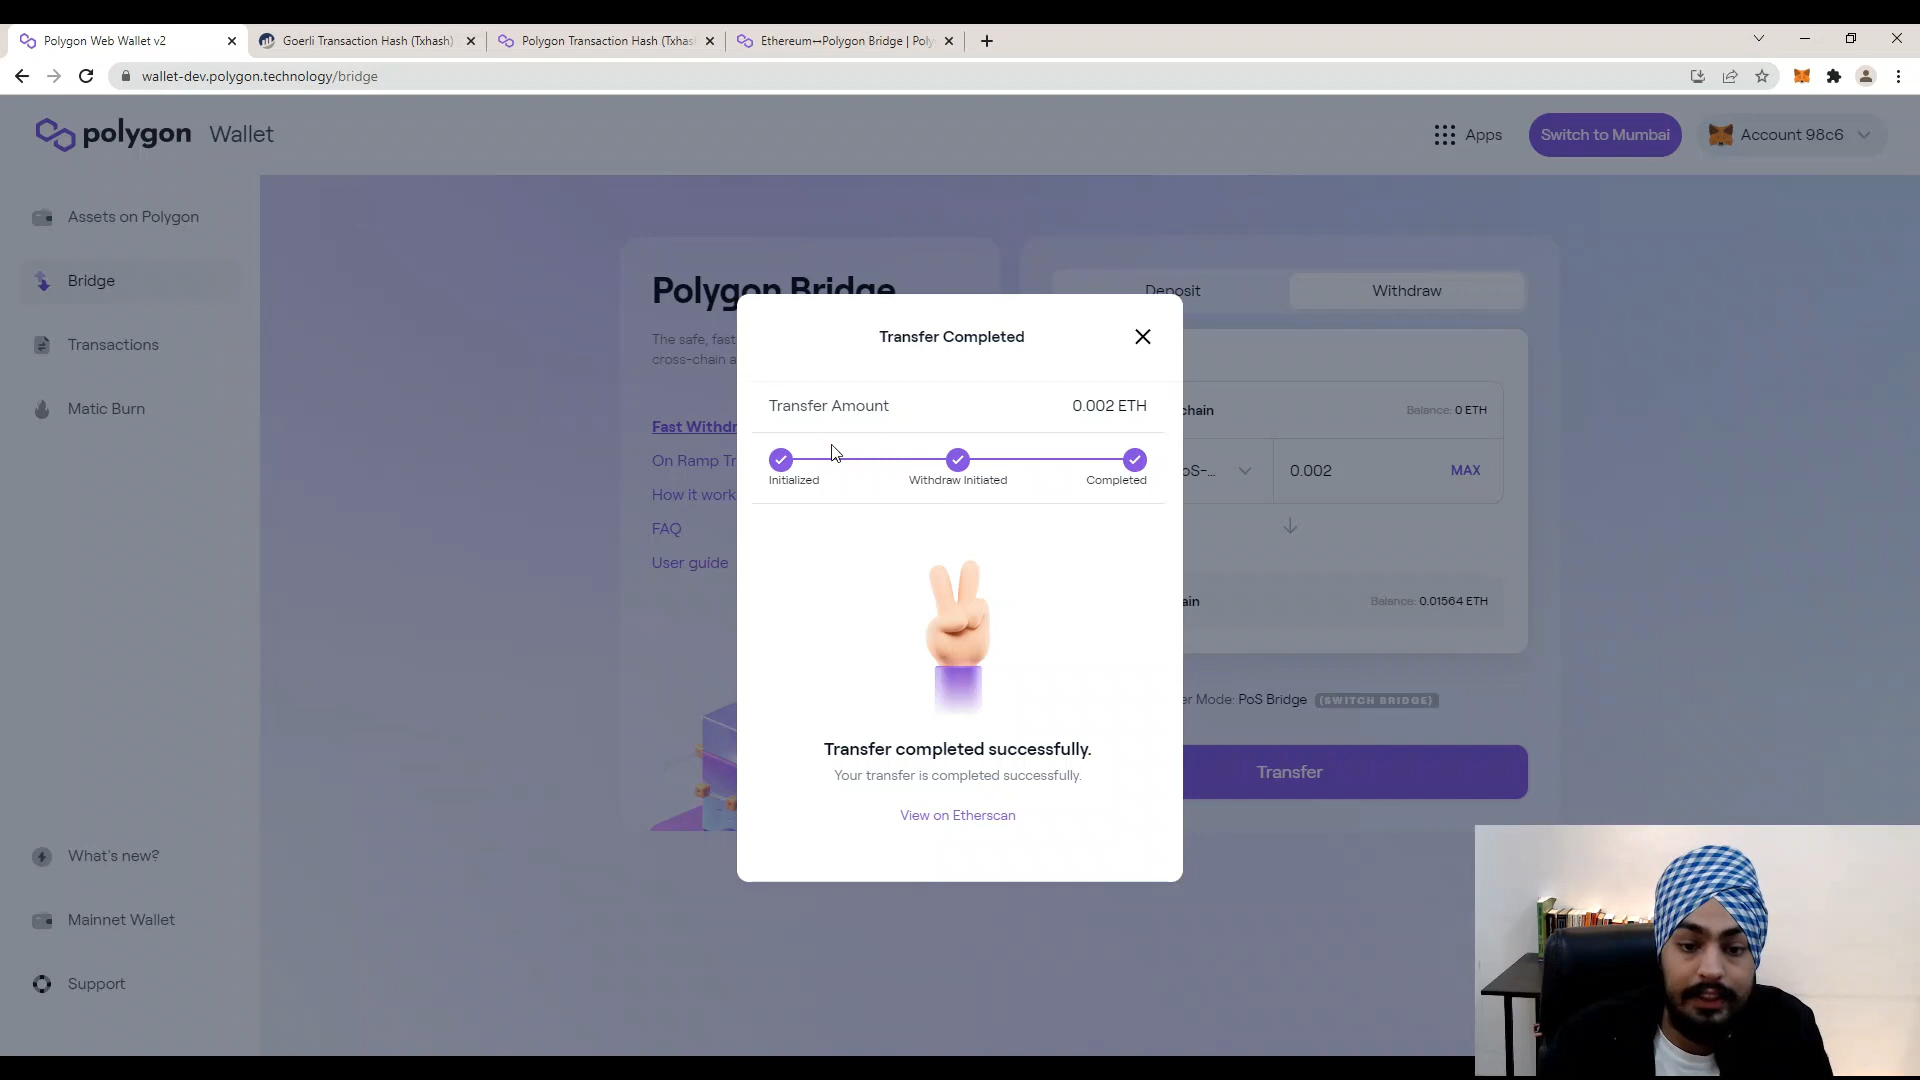 Polygon Web Wallet v2
Goerli Transaction Hash (Txhash)
Polygon Transaction Hash (Txhas
Ethereum↔Polygon Bridge | Poly
wallet-dev.polygon.technology/bridge
polygon Wallet
Apps
Switch to Mumbai
Account 98c6
Assets on Polygon
Bridge
Transactions
Matic Burn
What's new?
Mainnet Wallet
Support
Polygon Bridge
The safe, fast
cross-chain a
Fast Withdr
On Ramp Tr
How it work
FAQ
User guide
Deposit
Withdraw
chain
Balance: 0 ETH
oS-...
0.002
MAX
ain
Balance: 0.01564 ETH
er Mode: PoS Bridge (SWITCH BRIDGE)
Transfer
Transfer Completed
Transfer Amount
0.002 ETH
Initialized
Withdraw Initiated
Completed
Transfer completed successfully.
Your transfer is completed successfully.
View on Etherscan